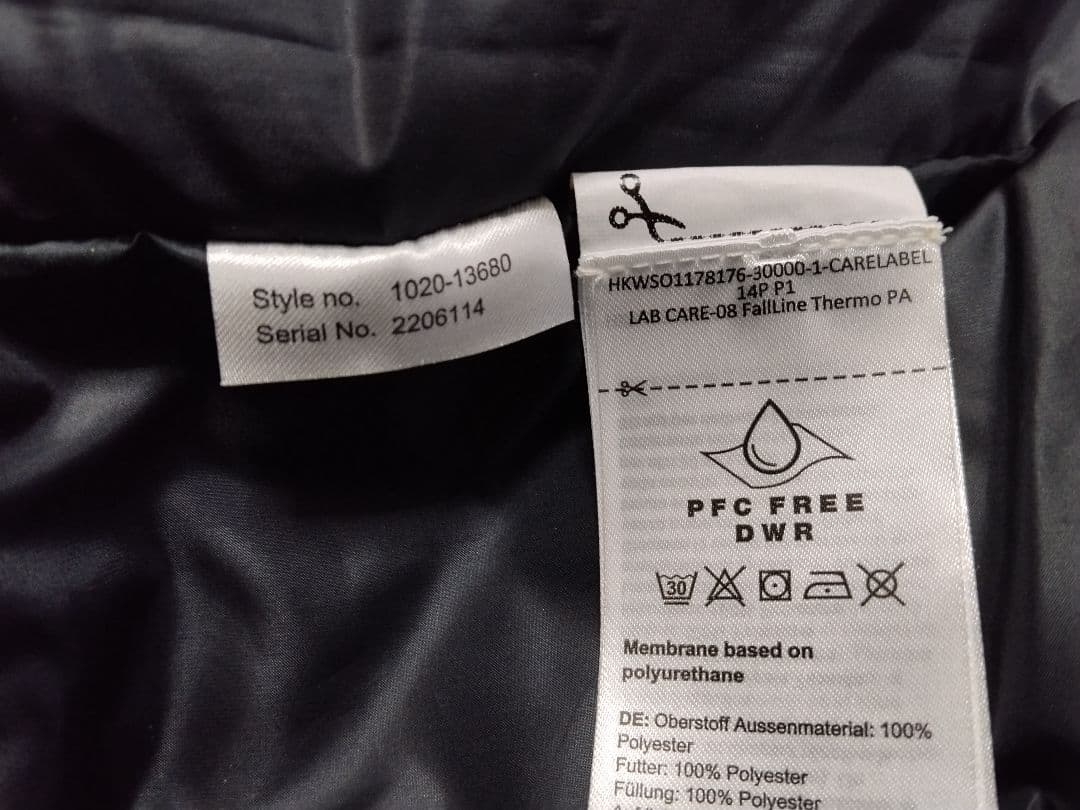 Style no. 1020-13680
Serial No. 2206114
HKWSO1178176-30000-1-CARELABEL
14P P1
LAB CARE-08 FallLine Thermo PA
PFC FREE
DWR
30
Membrane based on
polyurethane
DE: Oberstoff Aussenmaterial: 100%
Polyester
Futter: 100% Polyester
Füllung: 100% Polyester